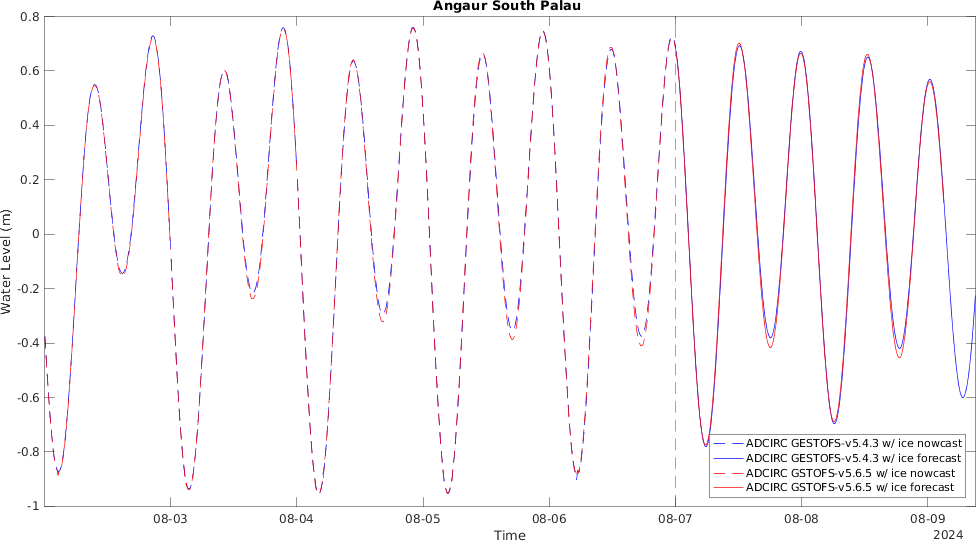 Angaur South Palau
0.8
0.6
0.4
0.2
0
-0.2
-0.4
-0.6
-0.8
-1
Water Level (m)
08-03
08-04
08-05
08-06
08-07
08-08
08-09
Time
2024
ADCIRC GESTOFS-v5.4.3 w/ ice nowcast
ADCIRC GESTOFS-v5.4.3 w/ ice forecast
ADCIRC GSTOFS-v5.6.5 w/ ice nowcast
ADCIRC GSTOFS-v5.6.5 w/ ice forecast